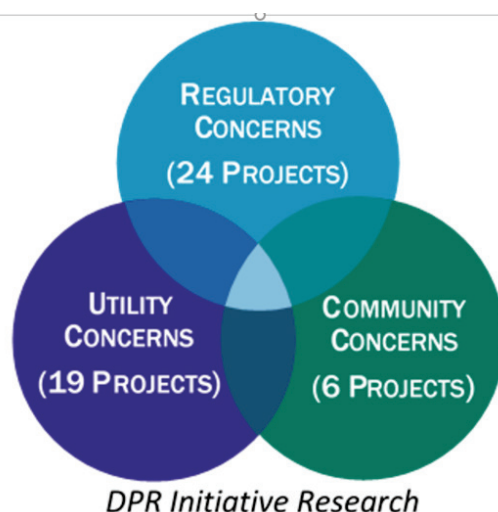 REGULATORY
CONCERNS
(24 PROJECTS)
UTILITY
CONCERNS
(19 PROJECTS)
COMMUNITY
CONCERNS
(6 PROJECTS)
DPR Initiative Research